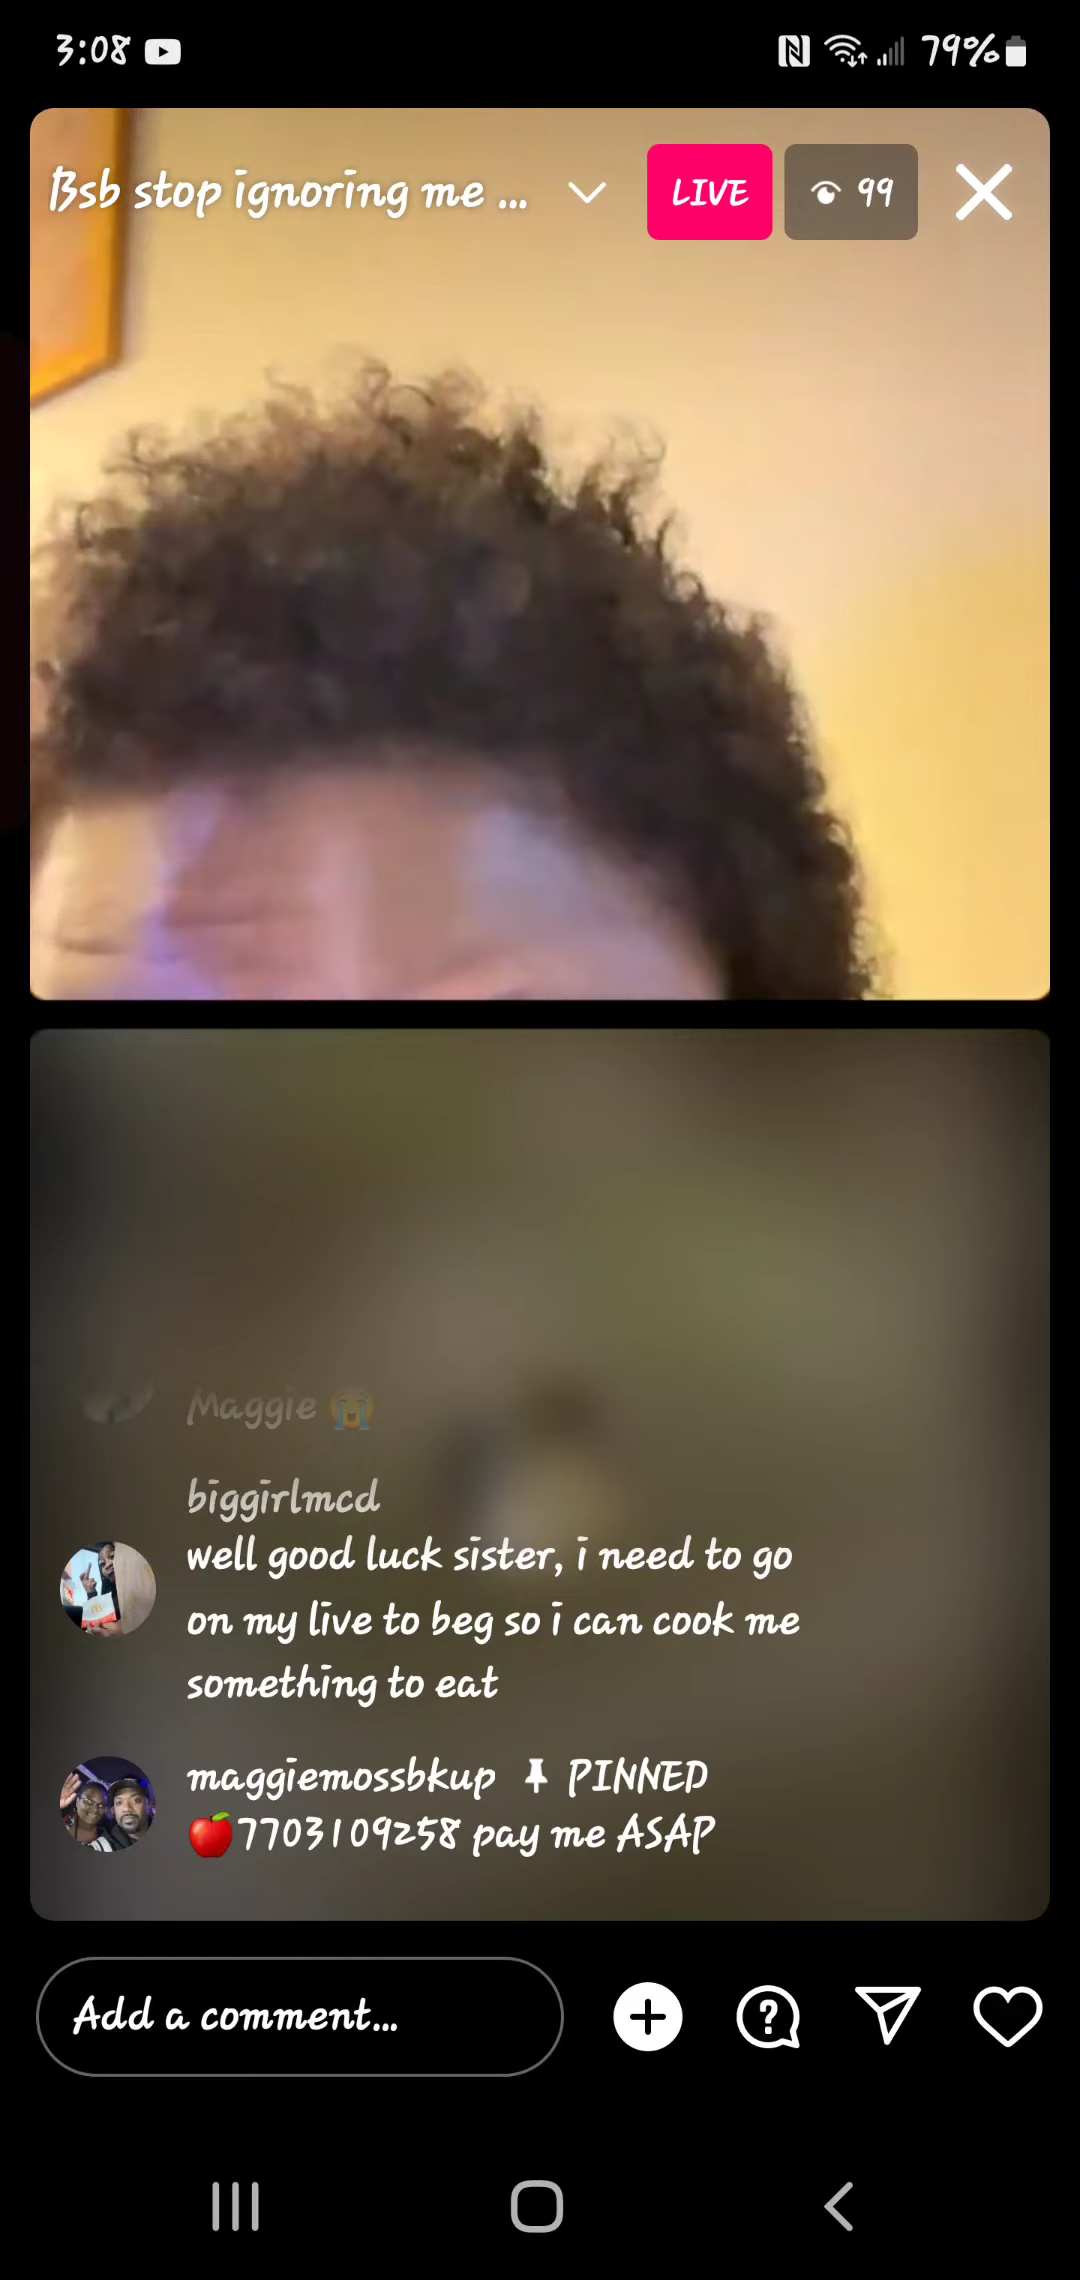 3:08
79%
Bsb stop ignoring me ...
LIVE
99
Maggie 😭
biggirlmcd
well good luck sister, i need to go
on my live to beg so i can cook me
something to eat
maggiemossbkup 📌 PINNED
🍎7703109258 pay me ASAP
Add a comment...